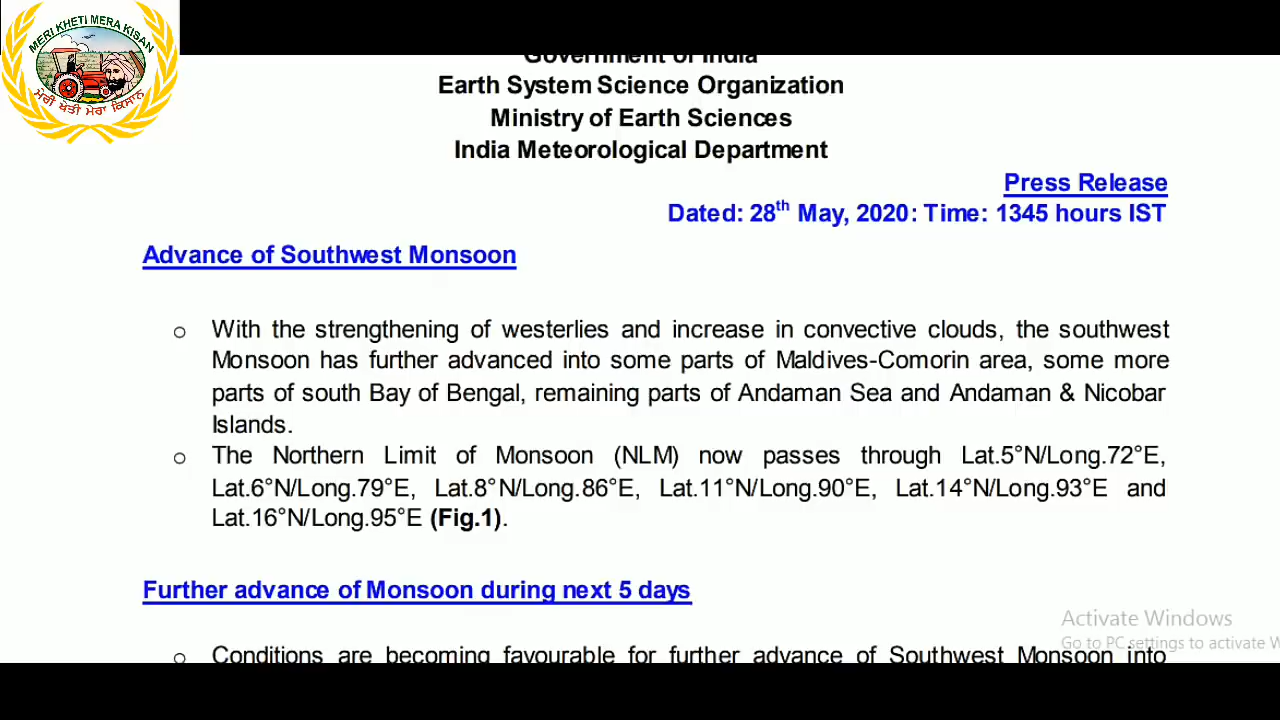 MERI KHETI MERA KISAN
ਮੇਰੀ ਖੇਤੀ ਮੇਰਾ ਕਿਸਾਨ
Government of India
Earth System Science Organization
Ministry of Earth Sciences
India Meteorological Department
Press Release
Dated: 28th May, 2020: Time: 1345 hours IST
Advance of Southwest Monsoon
o With the strengthening of westerlies and increase in convective clouds, the southwest
Monsoon has further advanced into some parts of Maldives-Comorin area, some more
parts of south Bay of Bengal, remaining parts of Andaman Sea and Andaman & Nicobar
Islands.
o The Northern Limit of Monsoon (NLM) now passes through Lat.5°N/Long.72°E,
Lat.6°N/Long.79°E, Lat.8°N/Long.86°E, Lat.11°N/Long.90°E, Lat.14°N/Long.93°E and
Lat.16°N/Long.95°E (Fig.1).
Further advance of Monsoon during next 5 days
o Conditions are becoming favourable for further advance of Southwest Monsoon into
Activate Windows
Go to PC settings to activate W